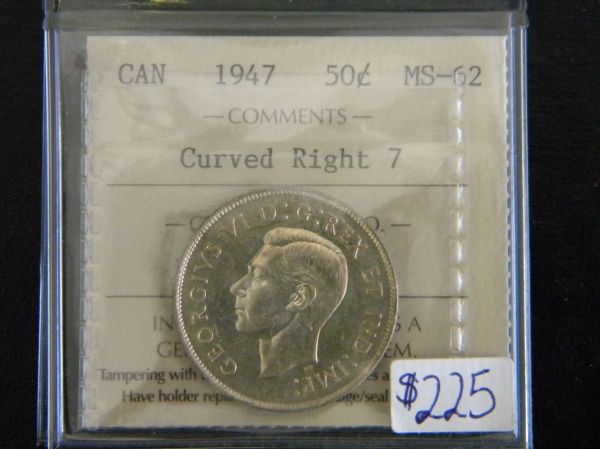 CAN 1947 50¢ MS-62
— COMMENTS —
Curved Right 7
GEORGIVS VI D:G:REX ET IND:IMP:
Tampering with
Have holder
$225